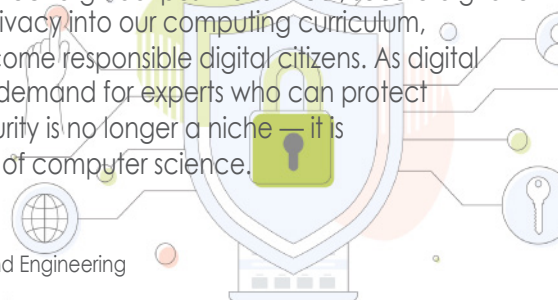 rivacy into our computing curriculum,
come responsible digital citizens. As digital
demand for experts who can protect
urity is no longer a niche — it is
of computer science.
nd Engineering